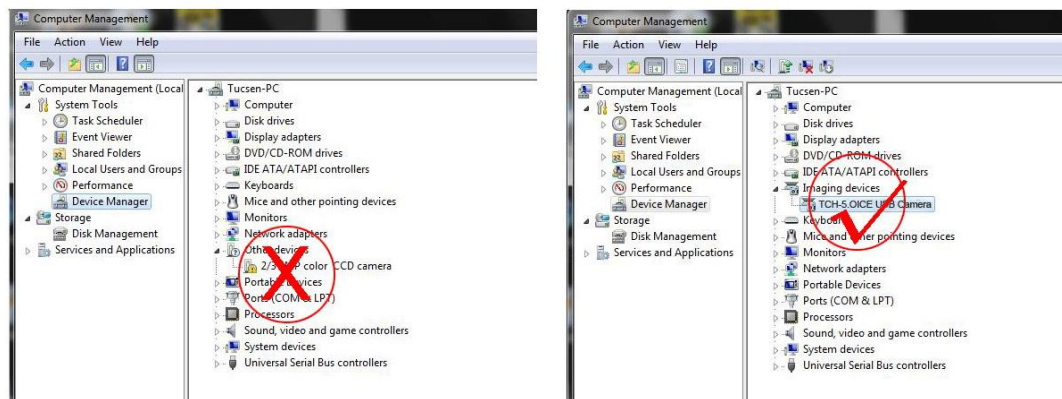 Computer Management
File Action View Help
Computer Management (Local
System Tools
Task Scheduler
Event Viewer
Shared Folders
Local Users and Groups
Performance
Device Manager
Storage
Disk Management
Services and Applications
Tucsen-PC
Computer
Disk drives
Display adapters
DVD/CD-ROM drives
IDE ATA/ATAPI controllers
Keyboards
Mice and other pointing devices
Monitors
Network adapters
Other devices
color CCD camera
Portable Devices
Ports (COM & LPT)
Processors
Sound, video and game controllers
System devices
Universal Serial Bus controllers
Computer Management
File Action View Help
Computer Management (Local
System Tools
Task Scheduler
Event Viewer
Shared Folders
Local Users and Groups
Performance
Device Manager
Storage
Disk Management
Services and Applications
Tucsen-PC
Computer
Disk drives
Display adapters
DVD/CD-ROM drives
IDE ATA/ATAPI controllers
Imaging devices
TCH-5.0ICE USB Camera
Keyboards
Mice and other pointing devices
Monitors
Network adapters
Portable Devices
Ports (COM & LPT)
Processors
Sound, video and game controllers
System devices
Universal Serial Bus controllers